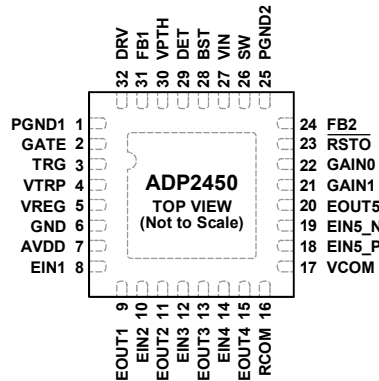 32 DRV
31 FB1
30 VPTH
29 DET
28 BST
27 VIN
26 SW
25 PGND2
PGND1 1
GATE 2
TRG 3
VTRP 4
VREG 5
GND 6
AVDD 7
EIN1 8
ADP2450
TOP VIEW
(Not to Scale)
24 FB2
23 RSTO
22 GAIN0
21 GAIN1
20 EOUT5
19 EIN5_N
18 EIN5_P
17 VCOM
EOUT1 9
EIN2 10
EOUT2 11
EIN3 12
EOUT3 13
EIN4 14
EOUT4 15
RCOM 16